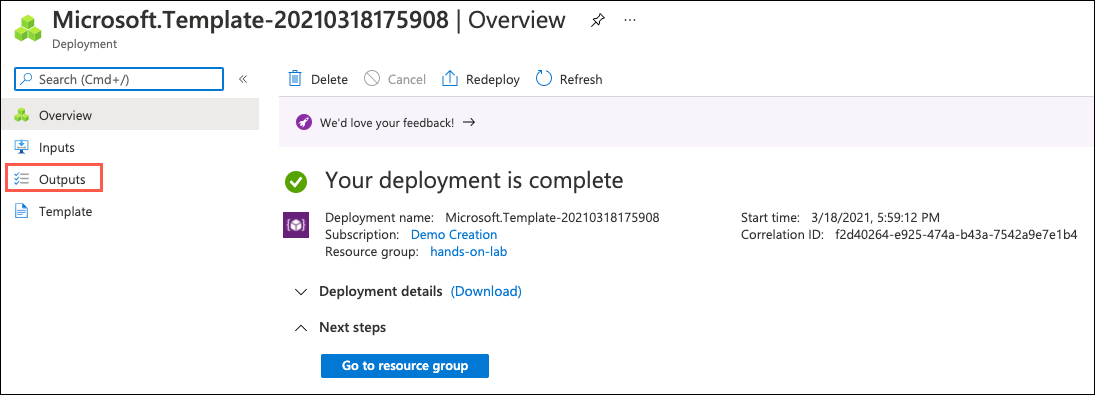 Microsoft.Template-20210318175908 | Overview ...
Deployment
Search (Cmd+/) «
Delete Cancel Redeploy Refresh
Overview
We'd love your feedback! →
Inputs
Outputs
Your deployment is complete
Template
Deployment name: Microsoft.Template-20210318175908 Start time: 3/18/2021, 5:59:12 PM
Subscription: Demo Creation Correlation ID: f2d40264-e925-474a-b43a-7542a9e7e1b4
Resource group: hands-on-lab
Deployment details (Download)
Next steps
Go to resource group